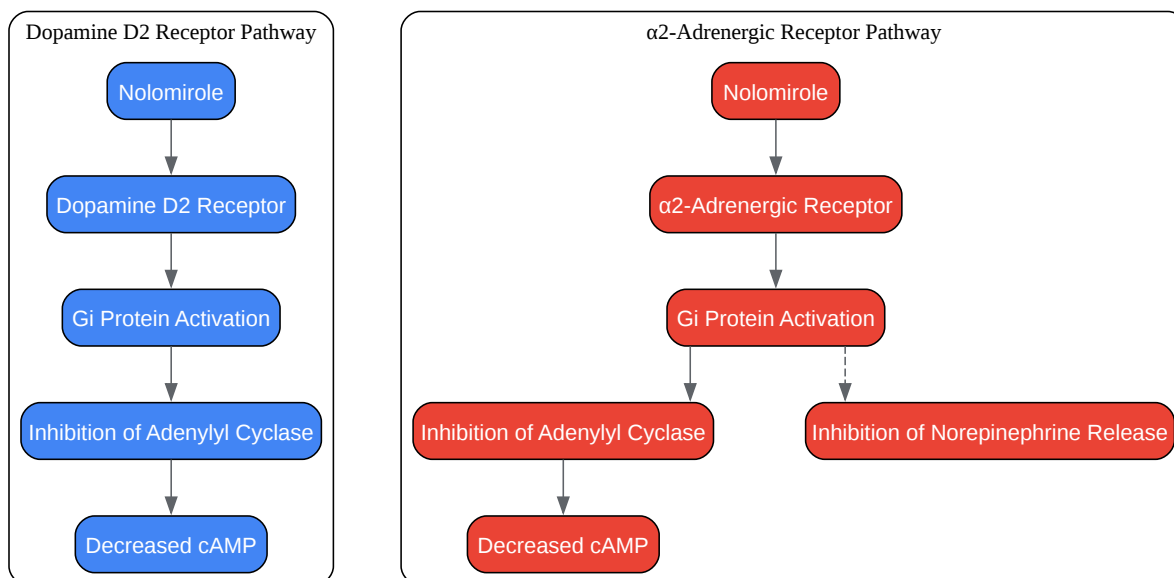 Dopamine D2 Receptor Pathway
Nolomirole
Dopamine D2 Receptor
Gi Protein Activation
Inhibition of Adenylyl Cyclase
Decreased cAMP
α2-Adrenergic Receptor Pathway
Nolomirole
α2-Adrenergic Receptor
Gi Protein Activation
Inhibition of Adenylyl Cyclase
Inhibition of Norepinephrine Release
Decreased cAMP